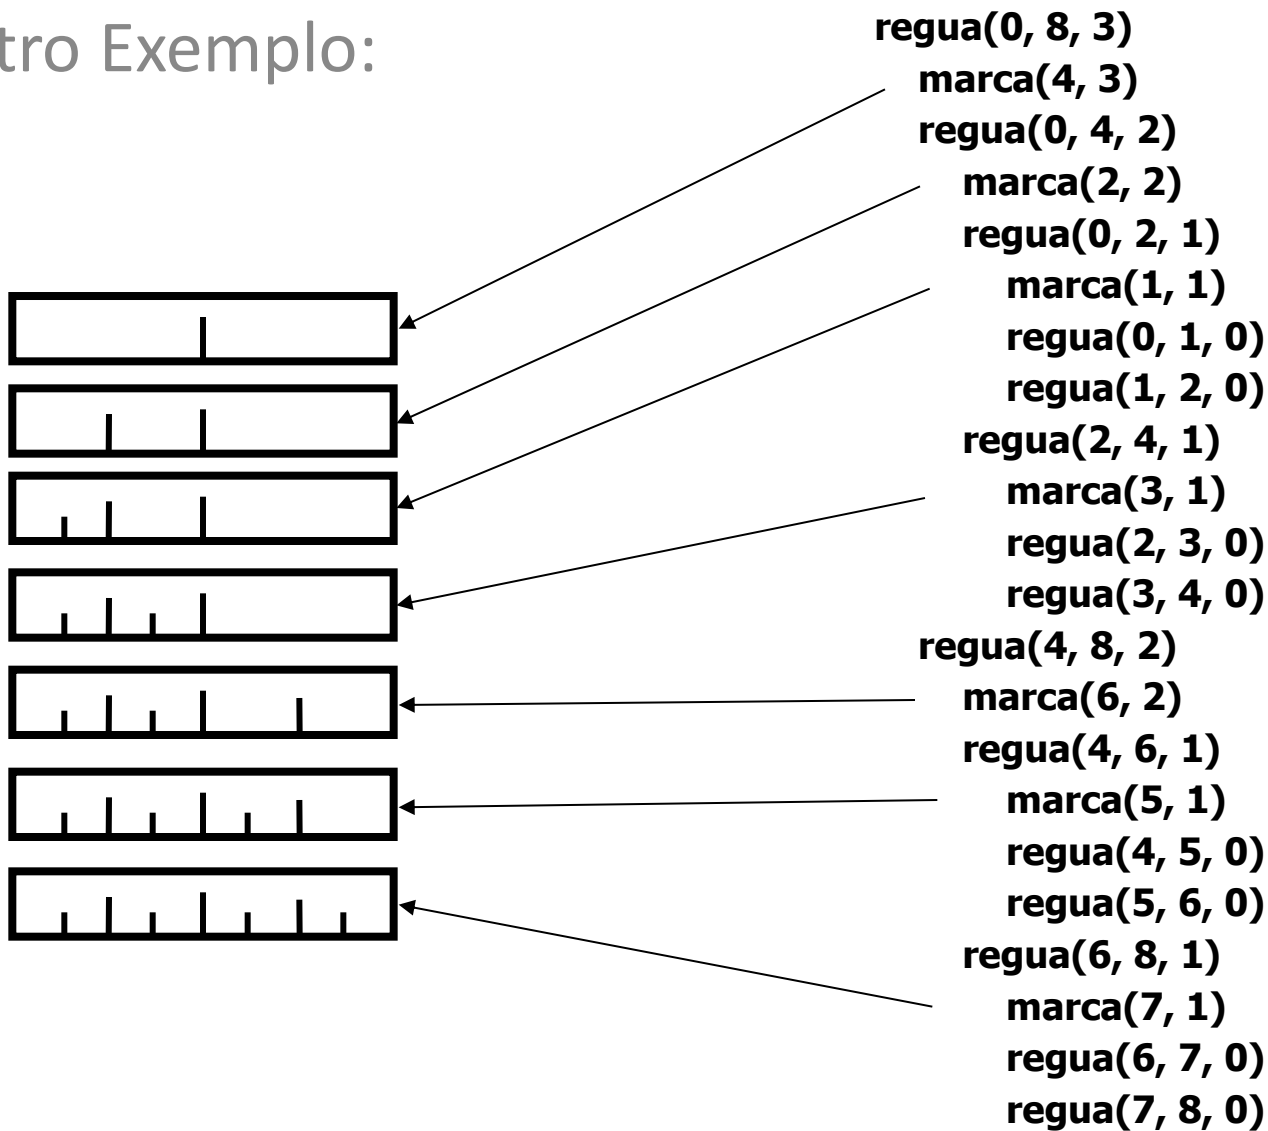 tro Exemplo:
regua(0, 8, 3)
marca(4, 3)
regua(0, 4, 2)
marca(2, 2)
regua(0, 2, 1)
marca(1, 1)
regua(0, 1, 0)
regua(1, 2, 0)
regua(2, 4, 1)
marca(3, 1)
regua(2, 3, 0)
regua(3, 4, 0)
regua(4, 8, 2)
marca(6, 2)
regua(4, 6, 1)
marca(5, 1)
regua(4, 5, 0)
regua(5, 6, 0)
regua(6, 8, 1)
marca(7, 1)
regua(6, 7, 0)
regua(7, 8, 0)